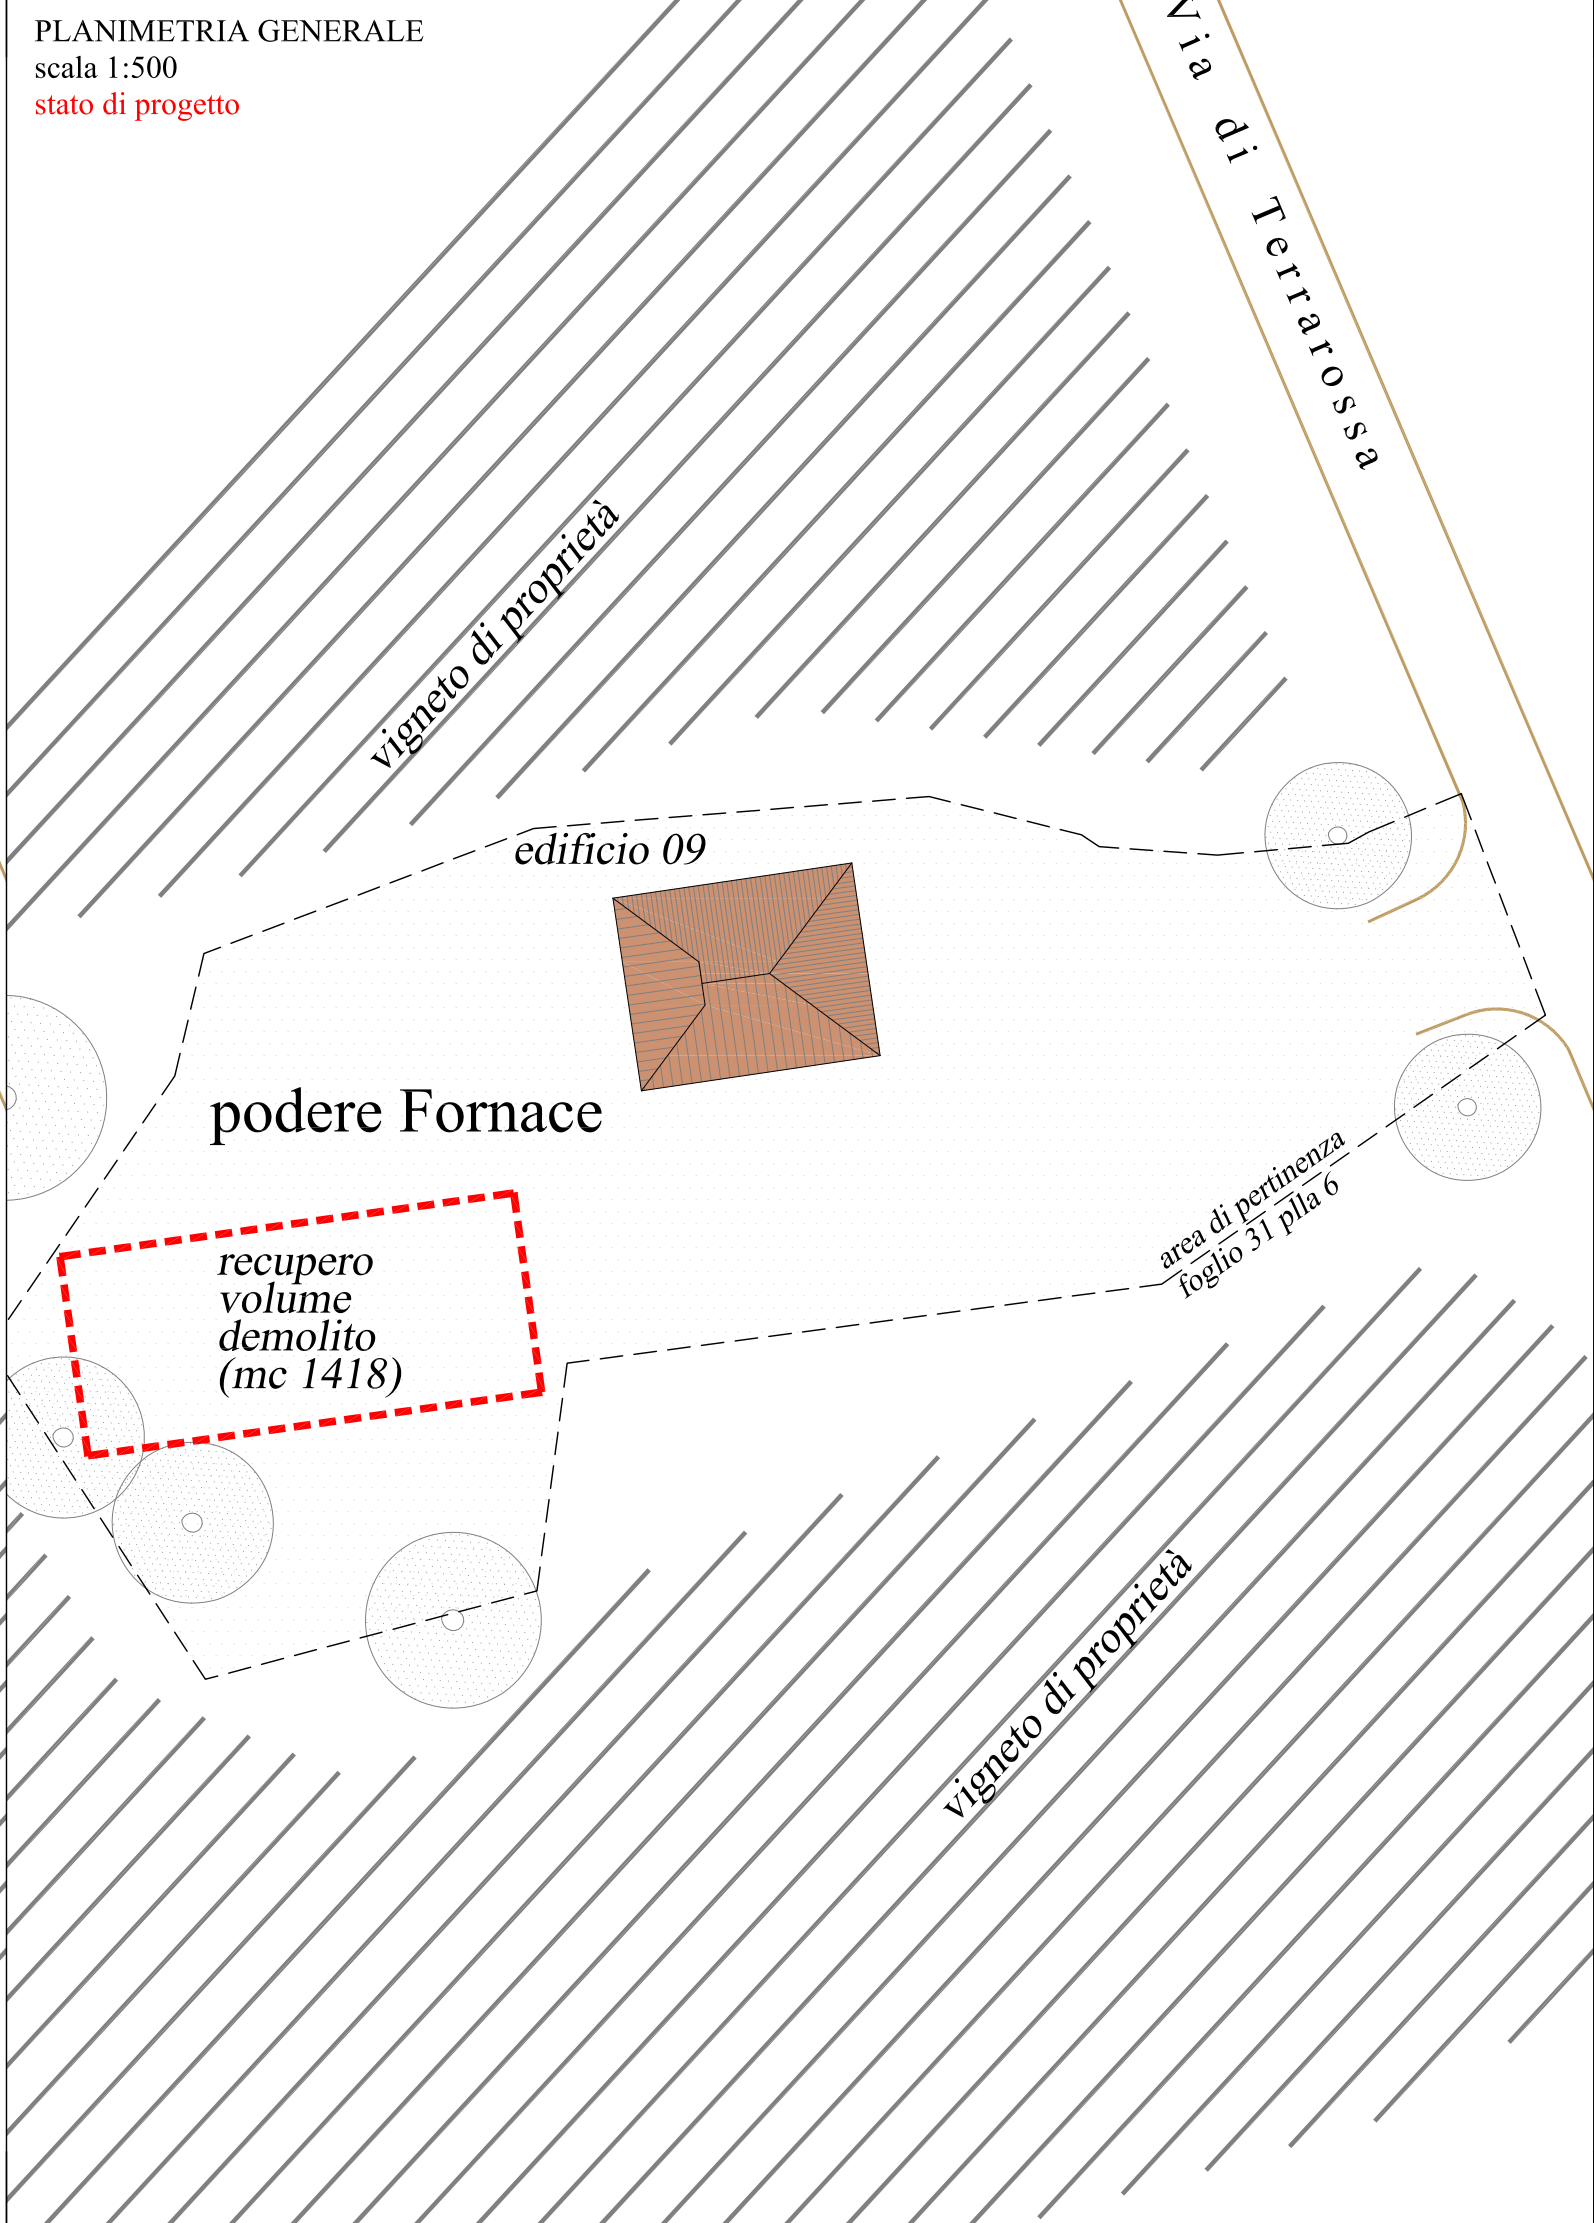 PLANIMETRIA GENERALE
scala 1:500
stato di progetto
Via di Terrarossa
vigneto di proprietà
edificio 09
podere Fornace
area di pertinenza
foglio 31 plla 6
recupero
volume
demolito
(mc 1418)
vigneto di proprietà